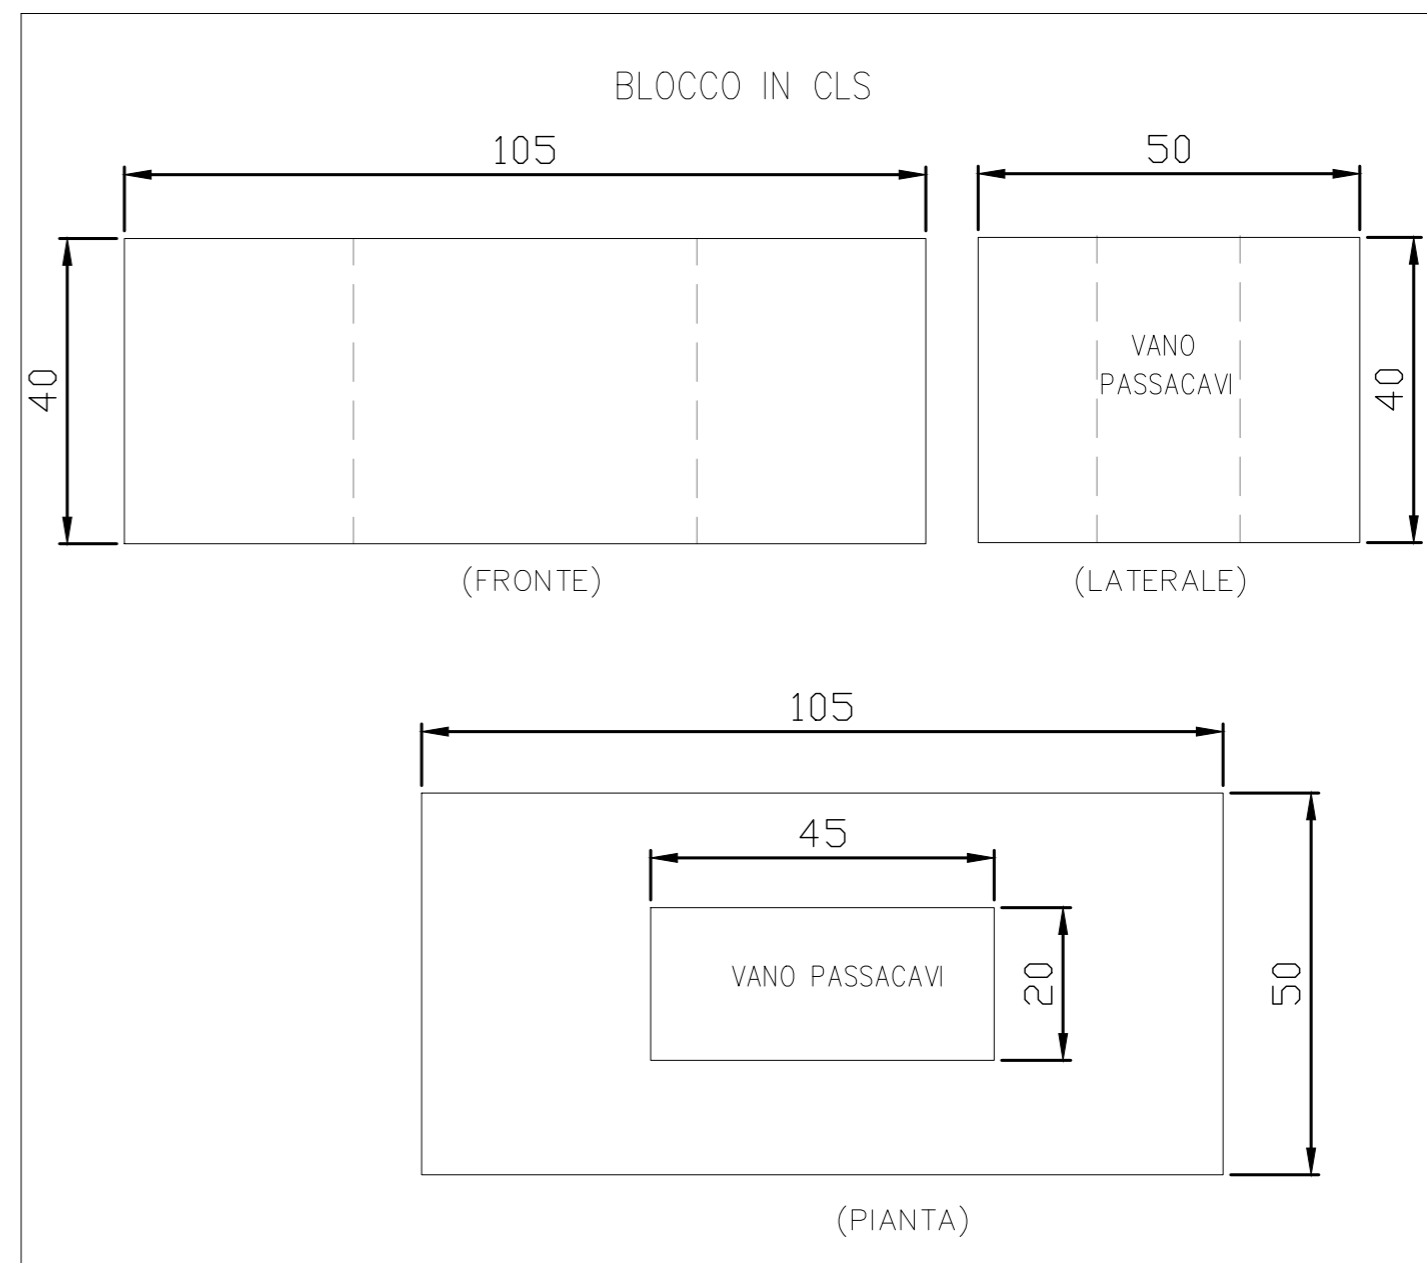 BLOCCO IN CLS
105
50
40
VANO
PASSACAVI
40
(FRONTE)
(LATERALE)
105
45
VANO PASSACAVI
20
50
(PIANTA)